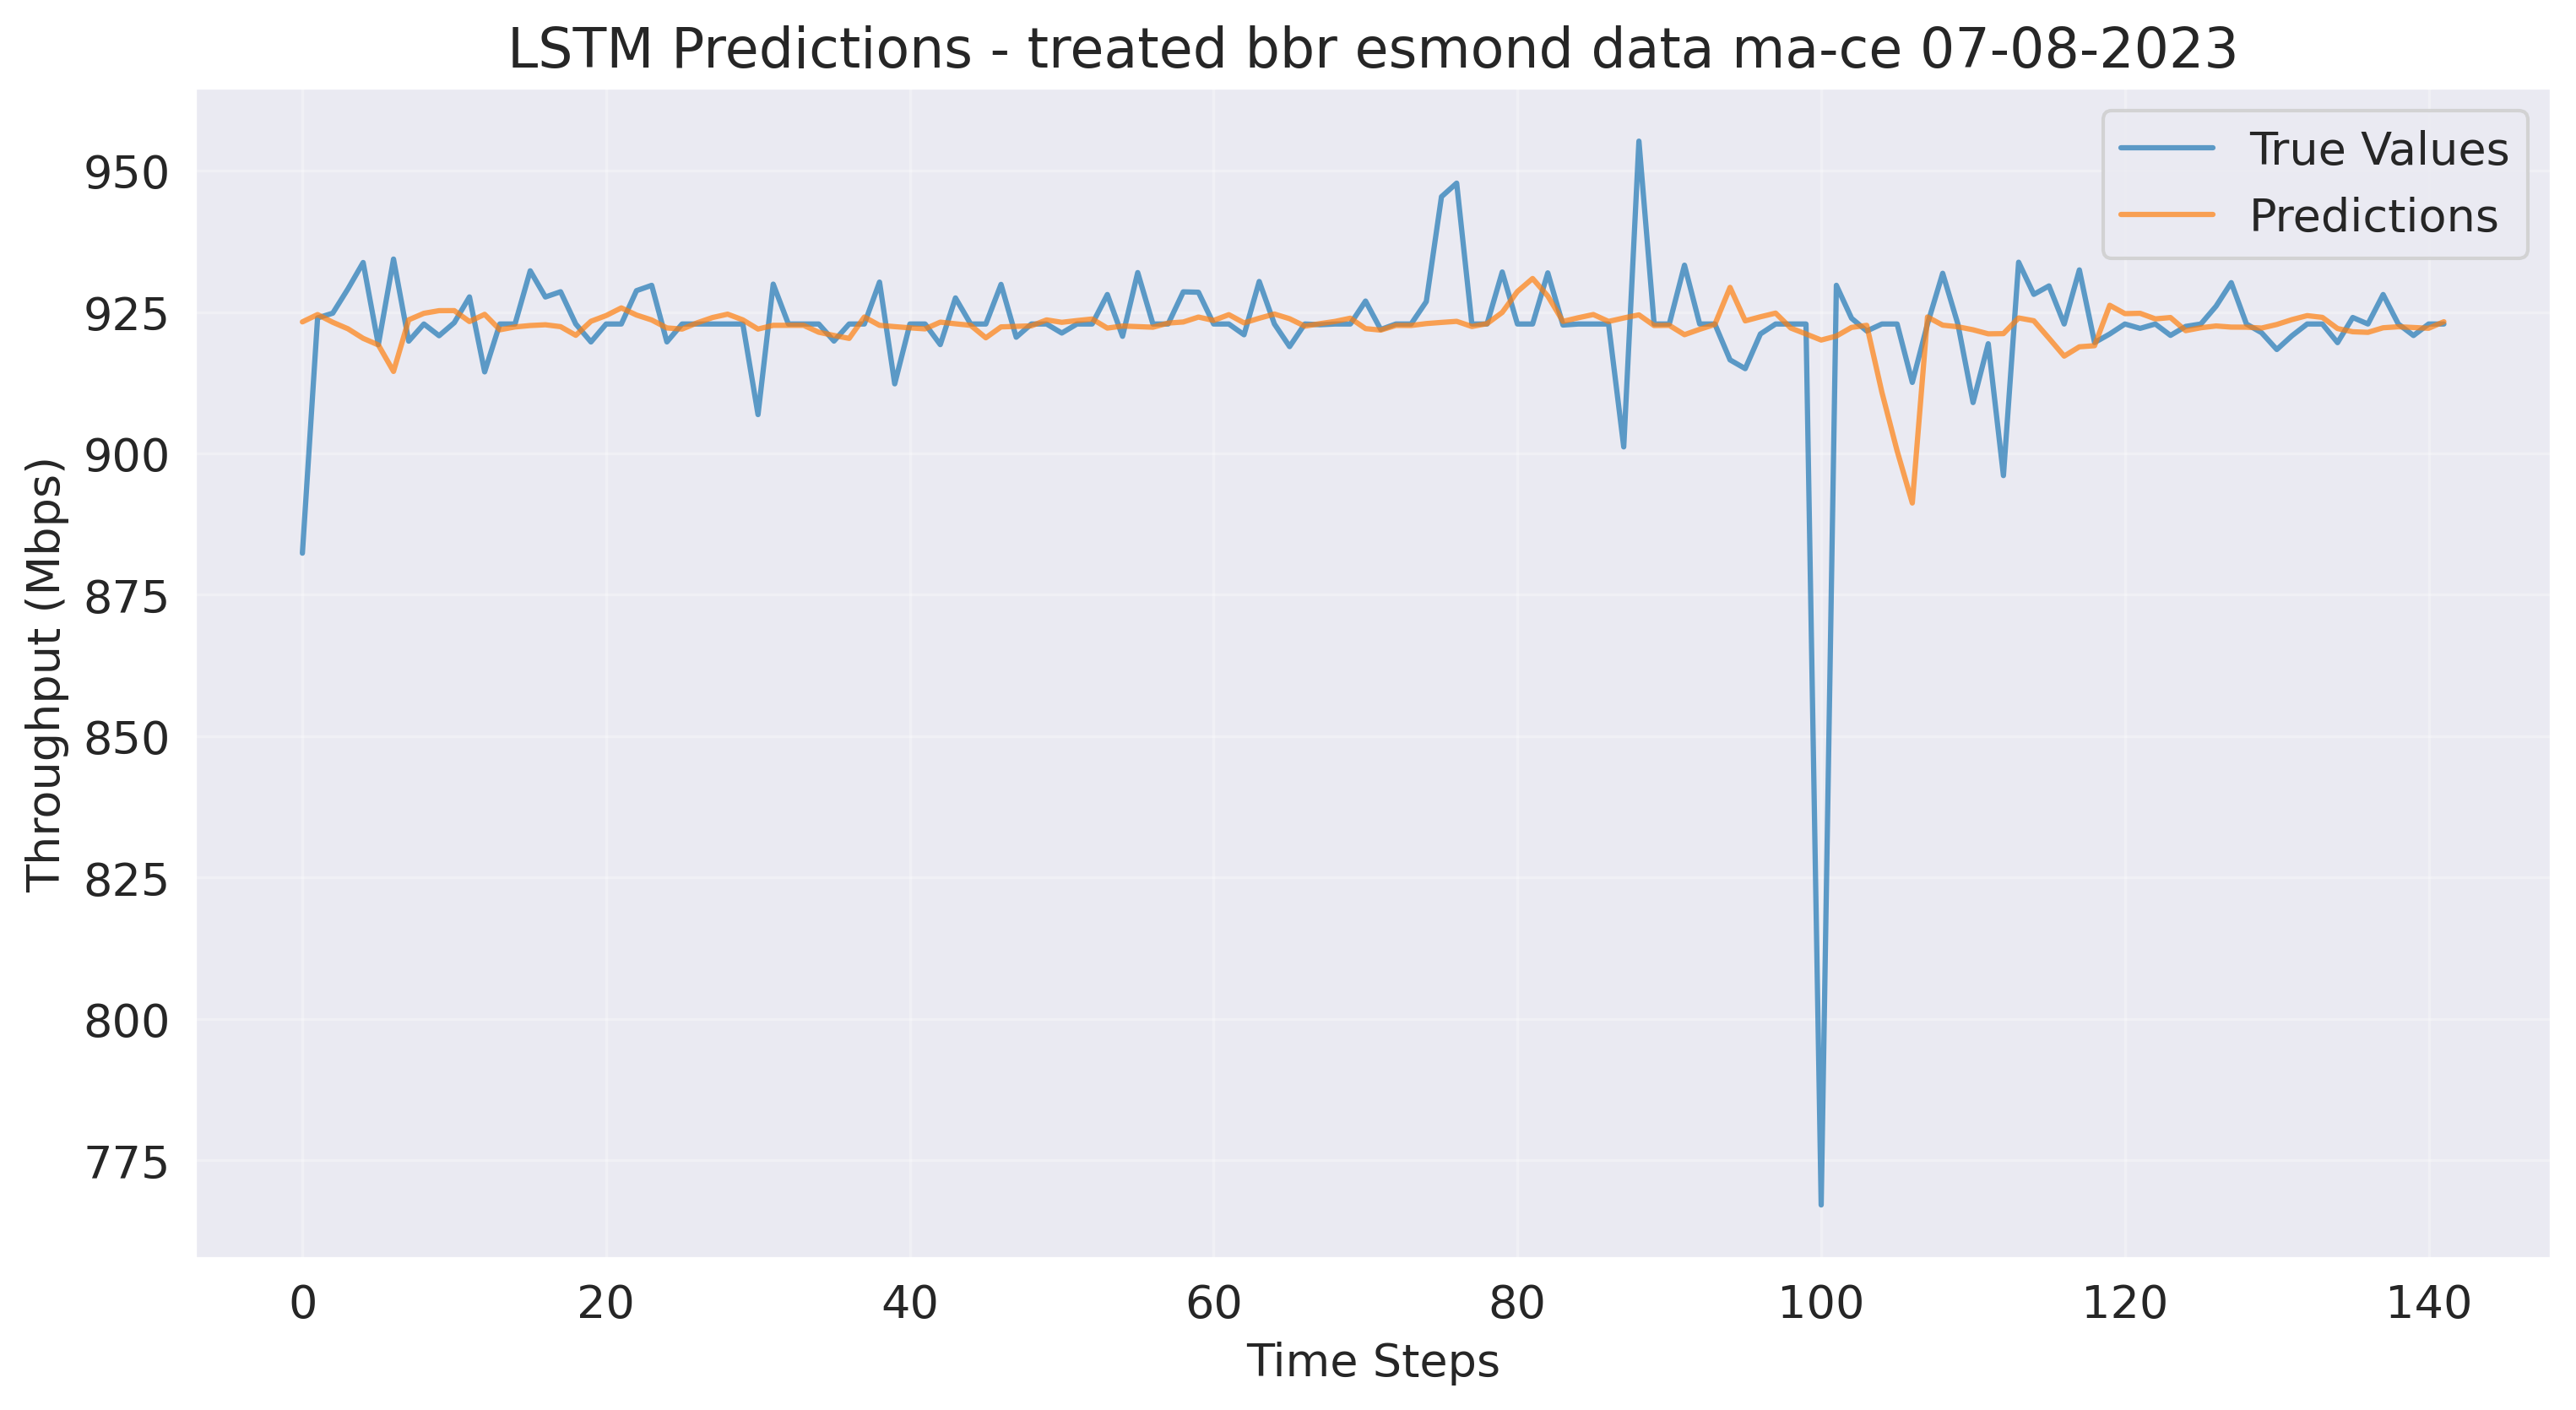 LSTM Predictions - treated bbr esmond data ma-ce 07-08-2023
True Values
Predictions
Throughput (Mbps)
950
925
900
875
850
825
800
775
0 20 40 60 80 100 120 140
Time Steps